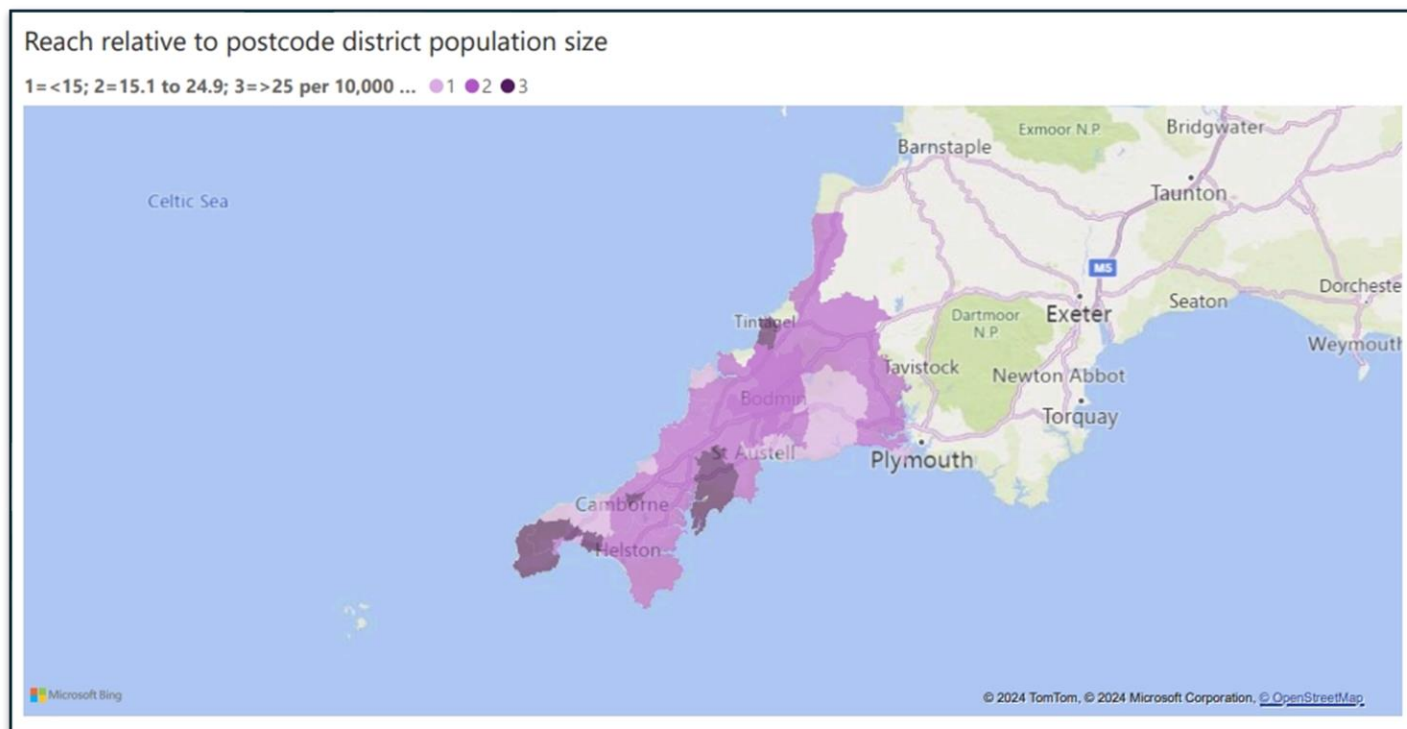 Reach relative to postcode district population size
1=<15; 2=15.1 to 24.9; 3=>25 per 10,000 ... 1 2 3
Exmoor N.P.
Bridgwater
Barnstaple
Taunton
Celtic Sea
M5
Dorcheste
Seaton
Exeter
Dartmoor
N.P.
Tintagel
Weymouth
Tavistock
Newton Abbot
Bodmin
Torquay
St Austell
Plymouth
Camborne
Helston
Microsoft Bing
© 2024 TomTom, © 2024 Microsoft Corporation, © OpenStreetMap